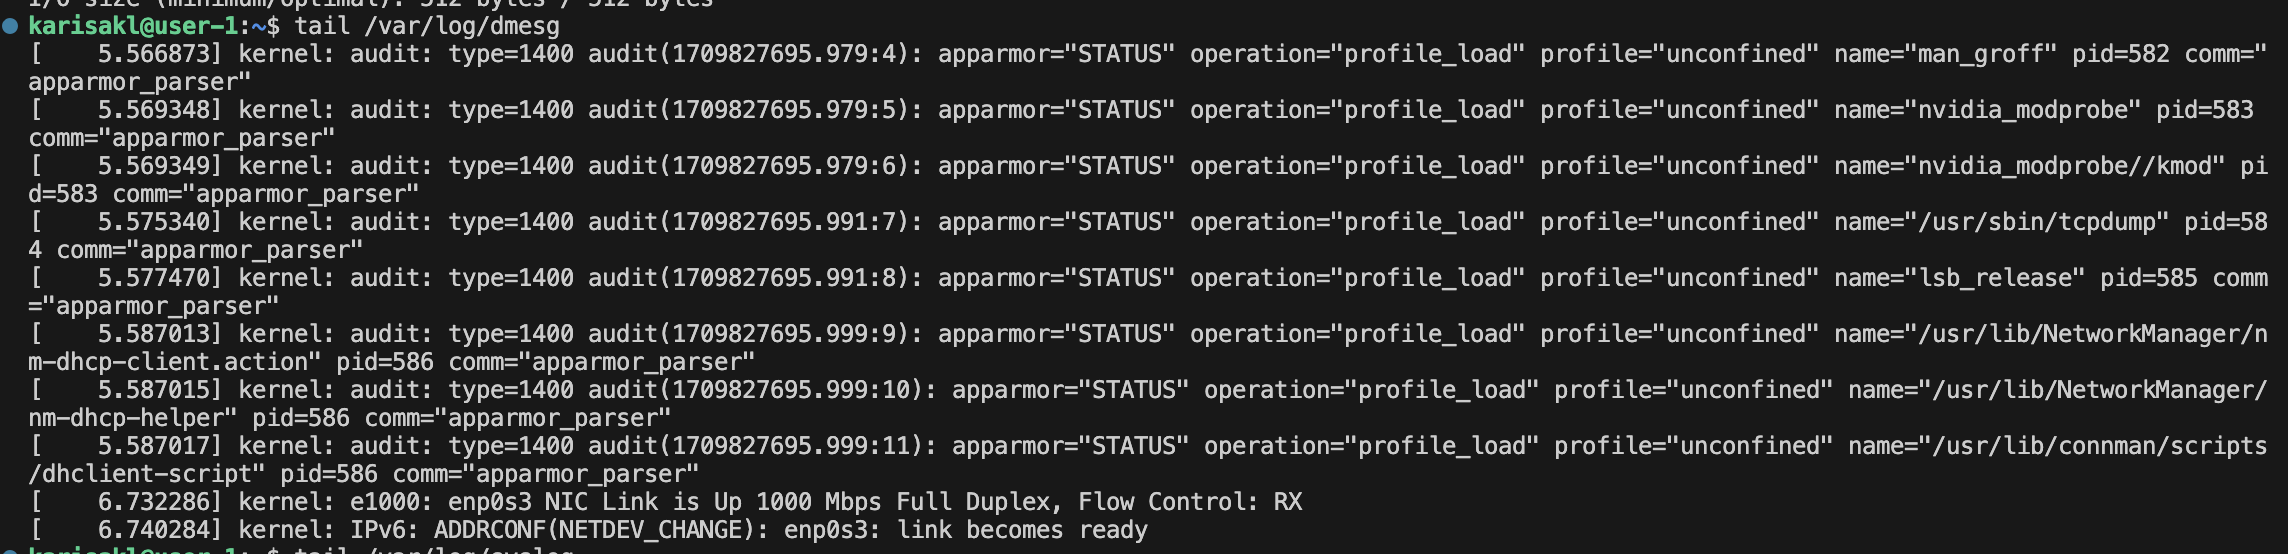 I/O size (minimum/optimal): 512 bytes / 512 bytes
karisakl@user-1:~$ tail /var/log/dmesg
[    5.566873] kernel: audit: type=1400 audit(1709827695.979:4): apparmor="STATUS" operation="profile_load" profile="unconfined" name="man_groff" pid=582 comm="
apparmor_parser"
[    5.569348] kernel: audit: type=1400 audit(1709827695.979:5): apparmor="STATUS" operation="profile_load" profile="unconfined" name="nvidia_modprobe" pid=583
comm="apparmor_parser"
[    5.569349] kernel: audit: type=1400 audit(1709827695.979:6): apparmor="STATUS" operation="profile_load" profile="unconfined" name="nvidia_modprobe//kmod" pi
d=583 comm="apparmor_parser"
[    5.575340] kernel: audit: type=1400 audit(1709827695.991:7): apparmor="STATUS" operation="profile_load" profile="unconfined" name="/usr/sbin/tcpdump" pid=58
4 comm="apparmor_parser"
[    5.577470] kernel: audit: type=1400 audit(1709827695.991:8): apparmor="STATUS" operation="profile_load" profile="unconfined" name="lsb_release" pid=585 comm
="apparmor_parser"
[    5.587013] kernel: audit: type=1400 audit(1709827695.999:9): apparmor="STATUS" operation="profile_load" profile="unconfined" name="/usr/lib/NetworkManager/n
m-dhcp-client.action" pid=586 comm="apparmor_parser"
[    5.587015] kernel: audit: type=1400 audit(1709827695.999:10): apparmor="STATUS" operation="profile_load" profile="unconfined" name="/usr/lib/NetworkManager/
nm-dhcp-helper" pid=586 comm="apparmor_parser"
[    5.587017] kernel: audit: type=1400 audit(1709827695.999:11): apparmor="STATUS" operation="profile_load" profile="unconfined" name="/usr/lib/connman/scripts
/dhclient-script" pid=586 comm="apparmor_parser"
[    6.732286] kernel: e1000: enp0s3 NIC Link is Up 1000 Mbps Full Duplex, Flow Control: RX
[    6.740284] kernel: IPv6: ADDRCONF(NETDEV_CHANGE): enp0s3: link becomes ready
karisakl@user-1:~$ tail /var/log/syslog